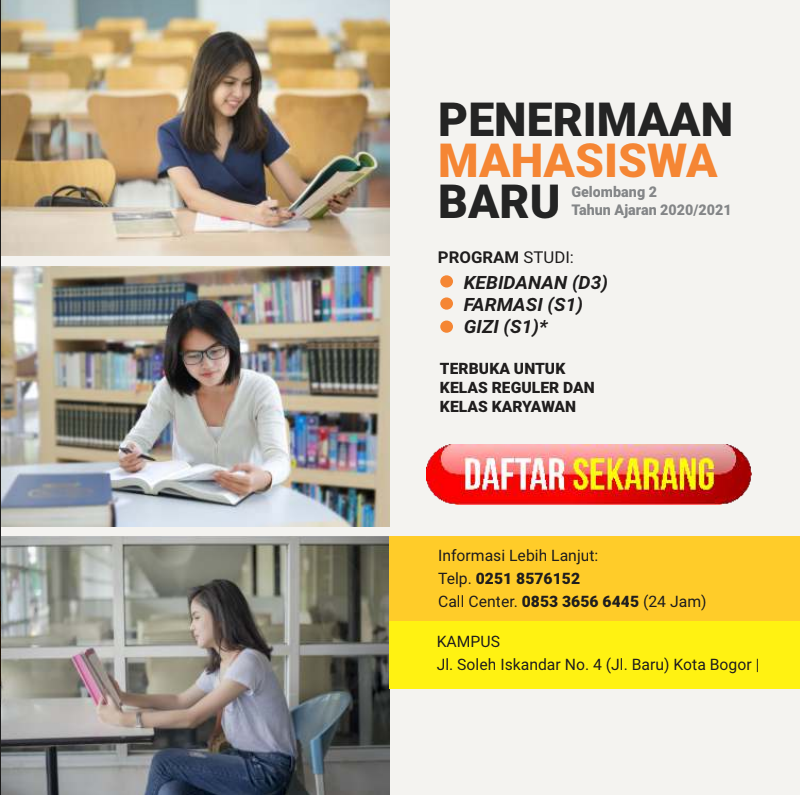 PENERIMAAN
MAHASISWA
BARU
Gelombang 2
Tahun Ajaran 2020/2021
PROGRAM STUDI:
KEBIDANAN (D3)
FARMASI (S1)
GIZI (S1)*
TERBUKA UNTUK
KELAS REGULER DAN
KELAS KARYAWAN
DAFTAR SEKARANG
Informasi Lebih Lanjut:
Telp. 0251 8576152
Call Center. 0853 3656 6445 (24 Jam)
KAMPUS
Jl. Soleh Iskandar No. 4 (Jl. Baru) Kota Bogor |